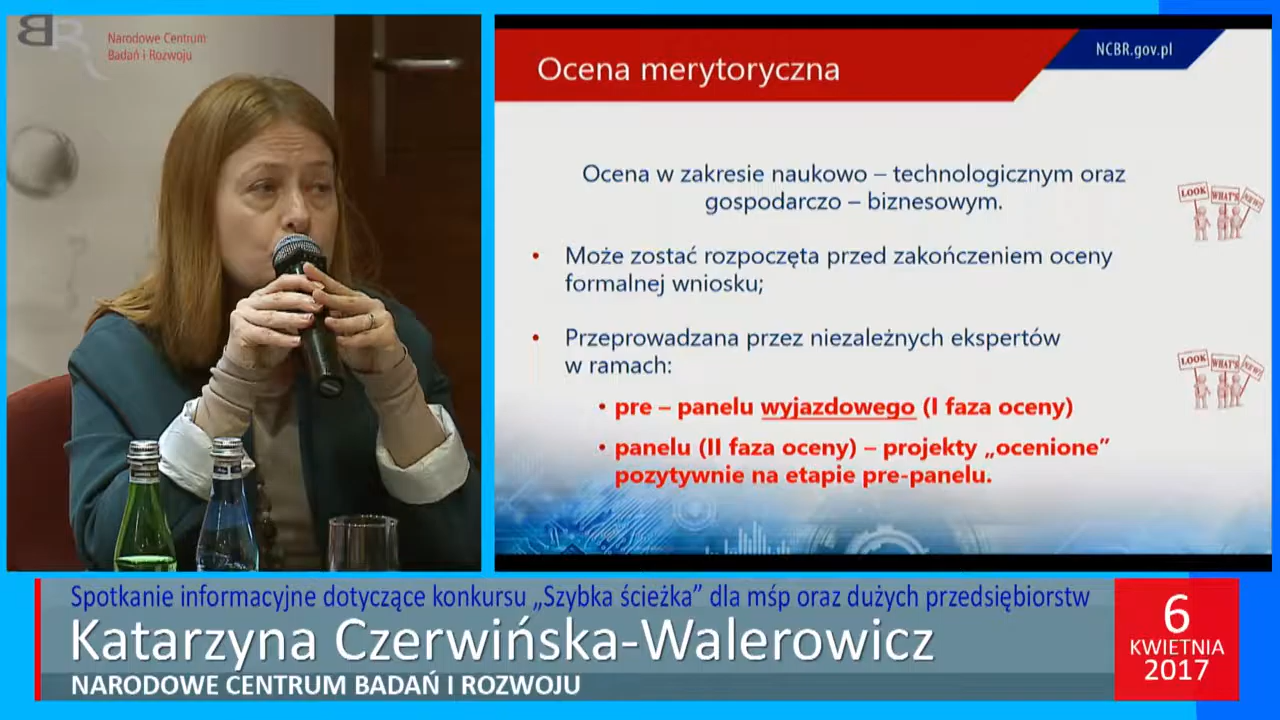 BR
Narodowe Centrum
Badań i Rozwoju
Ocena merytoryczna
NCBR.gov.pl
Ocena w zakresie naukowo – technologicznym oraz
gospodarczo – biznesowym.
LOOK WHAT'S NEW!
• Może zostać rozpoczęta przed zakończeniem oceny
formalnej wniosku;
• Przeprowadzana przez niezależnych ekspertów
w ramach:
LOOK WHAT'S NEW!
• pre – panelu wyjazdowego (I faza oceny)
• panelu (II faza oceny) – projekty „ocenione”
pozytywnie na etapie pre-panelu.
Spotkanie informacyjne dotyczące konkursu „Szybka ścieżka” dla mśp oraz dużych przedsiębiorstw
Katarzyna Czerwińska-Walerowicz
NARODOWE CENTRUM BADAŃ I ROZWOJU
6
KWIETNIA
2017